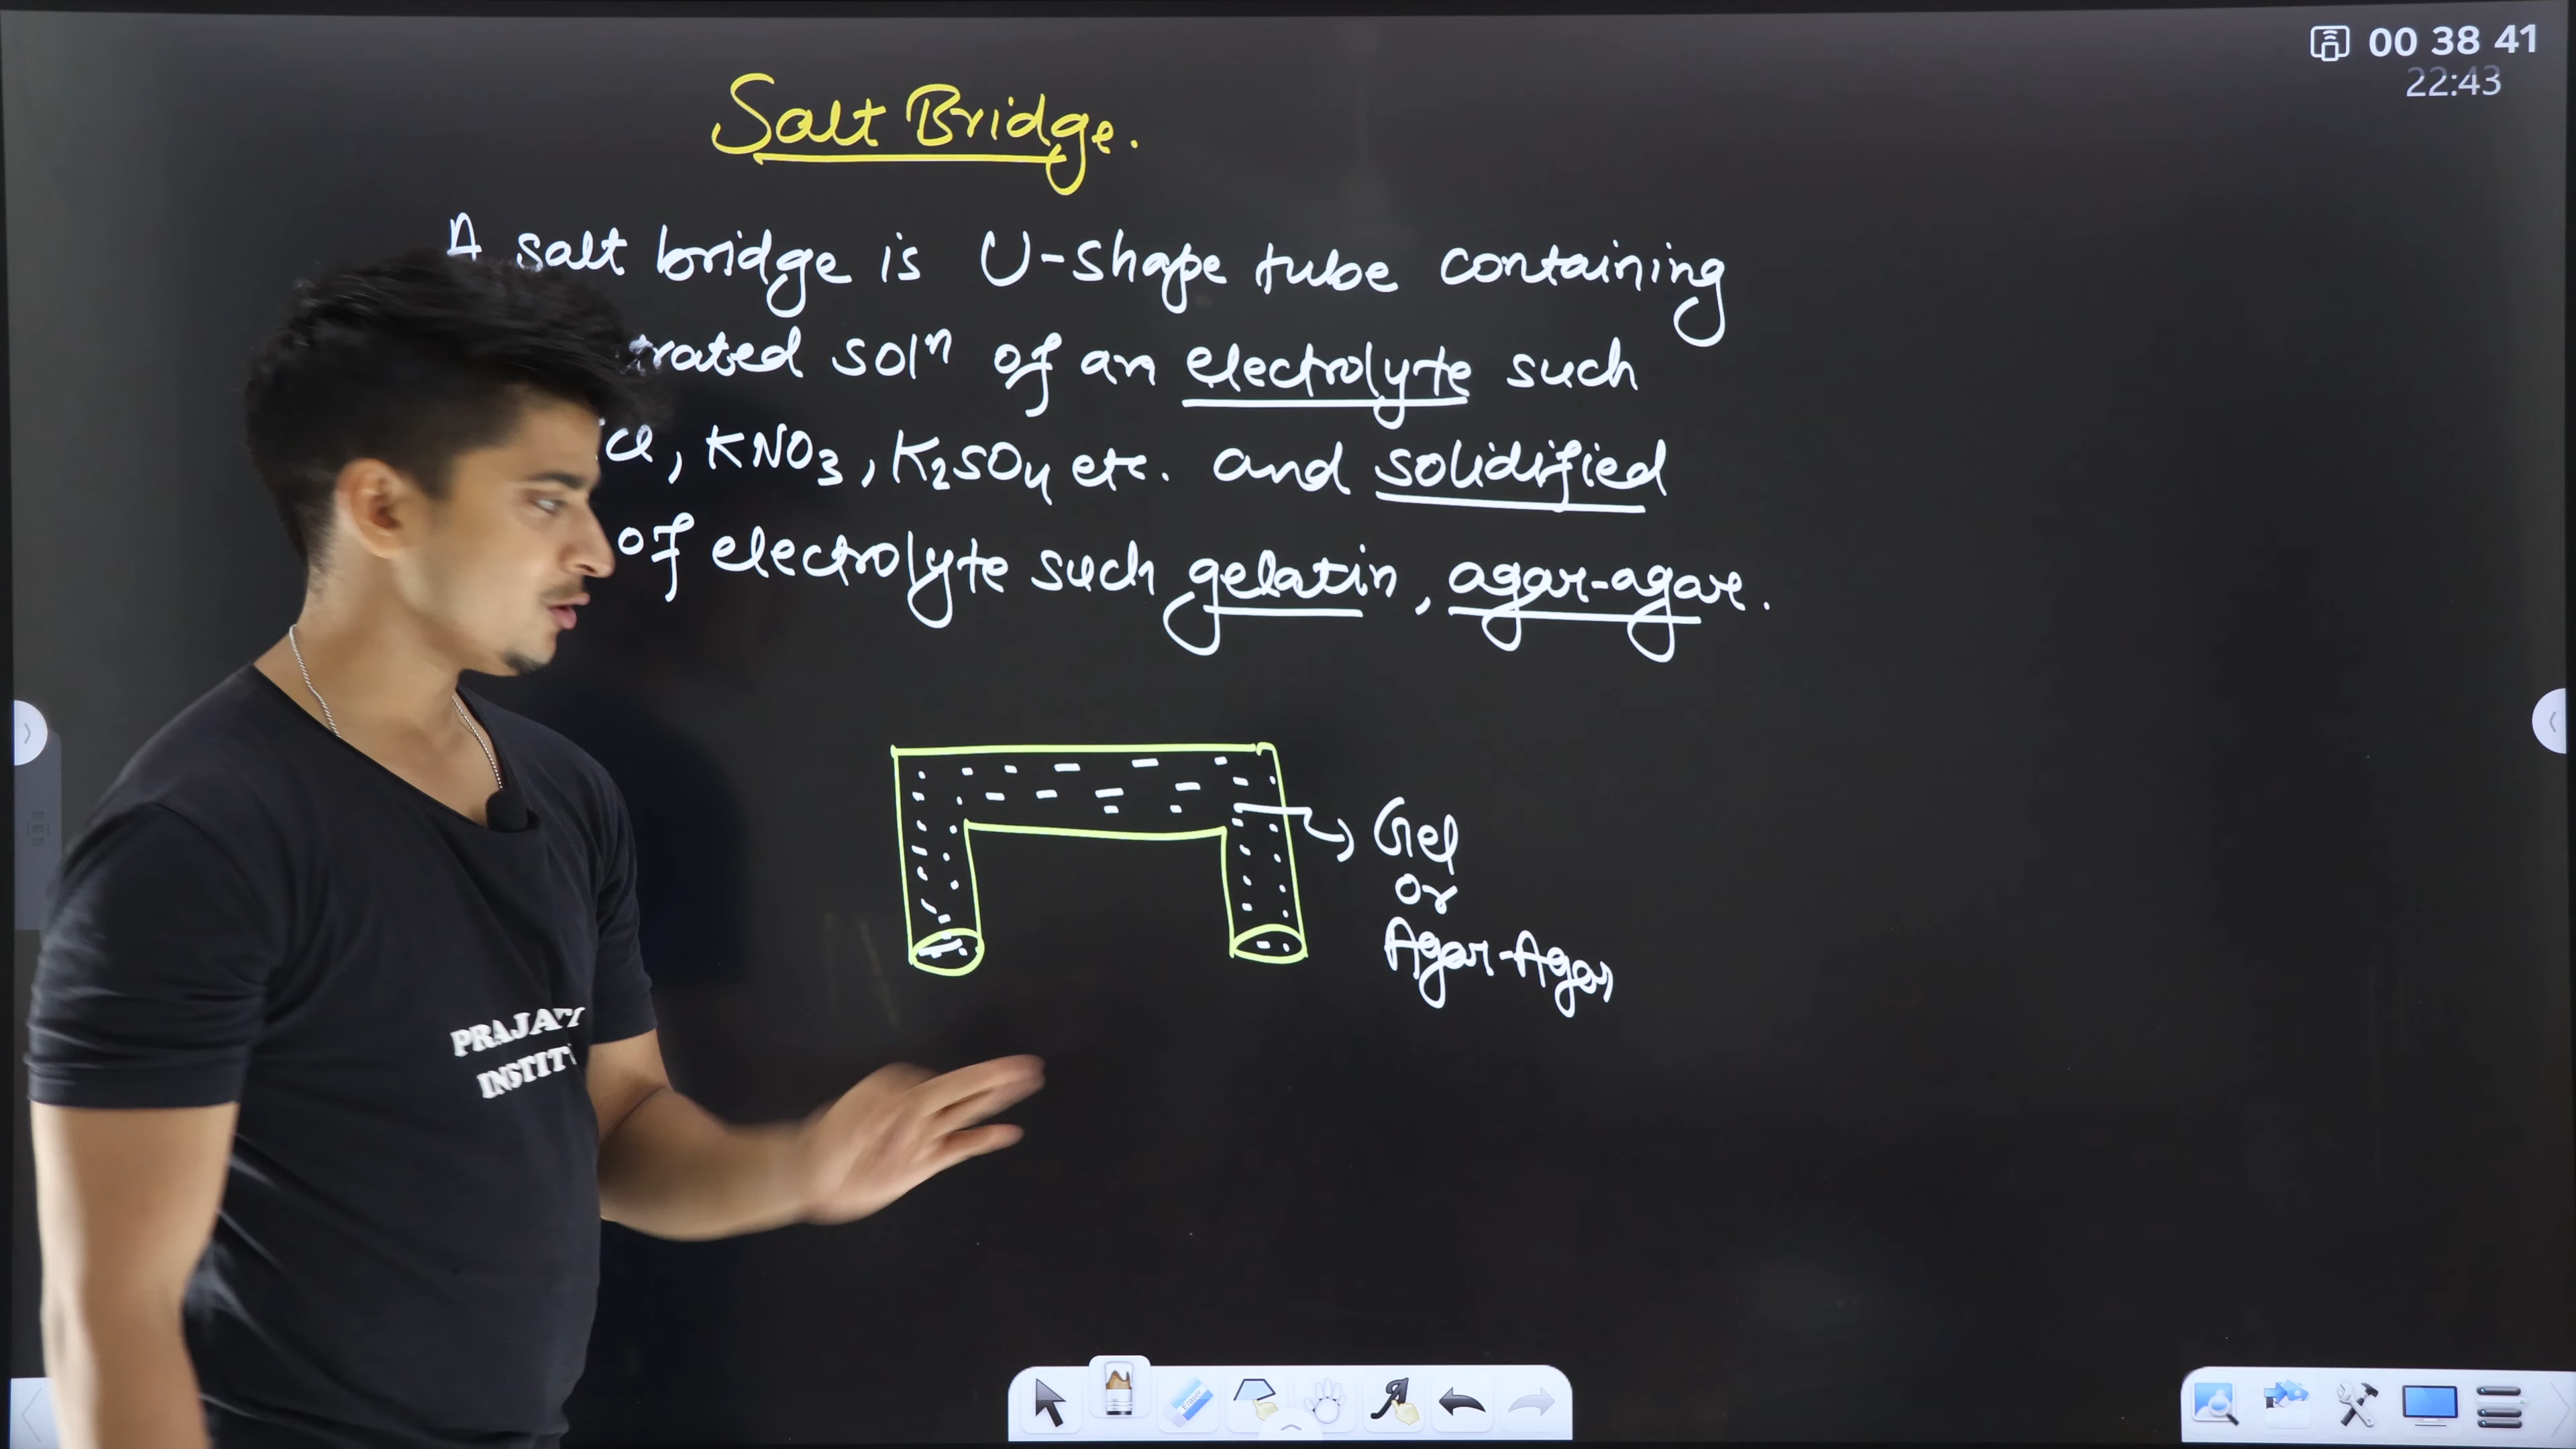 00 38 41
22:43
Salt Bridge.
A salt bridge is U-shape tube containing
trated solⁿ of an electrolyte such
Cl, KNO₃, K₂SO₄ etc. and solidified
of electrolyte such gelatin, agar-agar.
Gel
Or
Agar-Agar
PRAJA
INSTIT